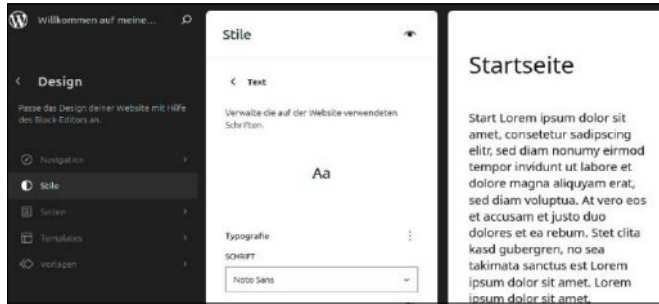 Willkommen auf meine...
Design
Passe das Design deiner Website mit Hilfe
des Block-Editors an.
Navigation
Stile
Seiten
Templates
Vorlagen
Stile
Text
Verwalte die auf der Website verwendeten
Schriften.
Aa
Typografie
SCHRIFT
Noto Sans
Startseite
Start Lorem ipsum dolor sit
amet, consetetur sadipscing
elitr, sed diam nonumy eirmod
tempor invidunt ut labore et
dolore magna aliquyam erat,
sed diam voluptua. At vero eos
et accusam et justo duo
dolores et ea rebum. Stet clita
kasd gubergren, no sea
takimata sanctus est Lorem
ipsum dolor sit amet. Lorem
ipsum dolor sit amet,